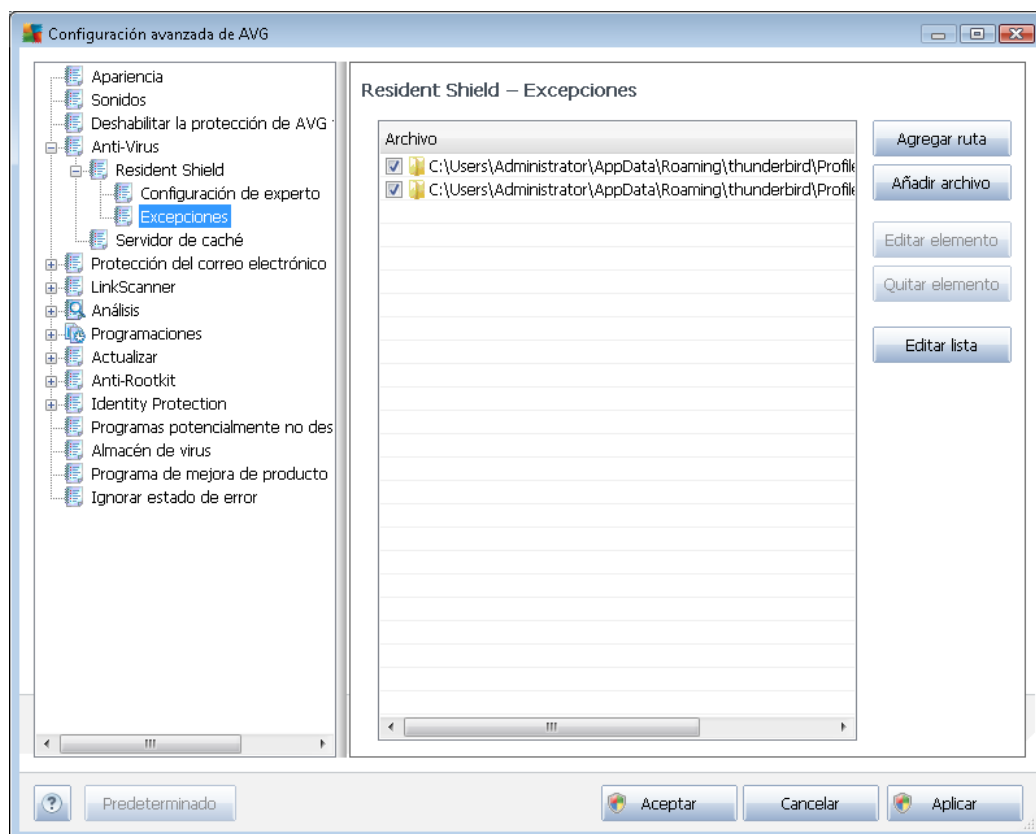 Configuración avanzada de AVG
Apariencia
Sonidos
Deshabilitar la protección de AVG
Anti-Virus
Resident Shield
Configuración de experto
Excepciones
Servidor de caché
Protección del correo electrónico
LinkScanner
Análisis
Programaciones
Actualizar
Anti-Rootkit
Identity Protection
Programas potencialmente no des
Almacén de virus
Programa de mejora de producto
Ignorar estado de error
Resident Shield – Excepciones
Archivo
C:\Users\Administrator\AppData\Roaming\thunderbird\Profile
C:\Users\Administrator\AppData\Roaming\thunderbird\Profile
Agregar ruta
Añadir archivo
Editar elemento
Quitar elemento
Editar lista
? Predeterminado Aceptar Cancelar Aplicar